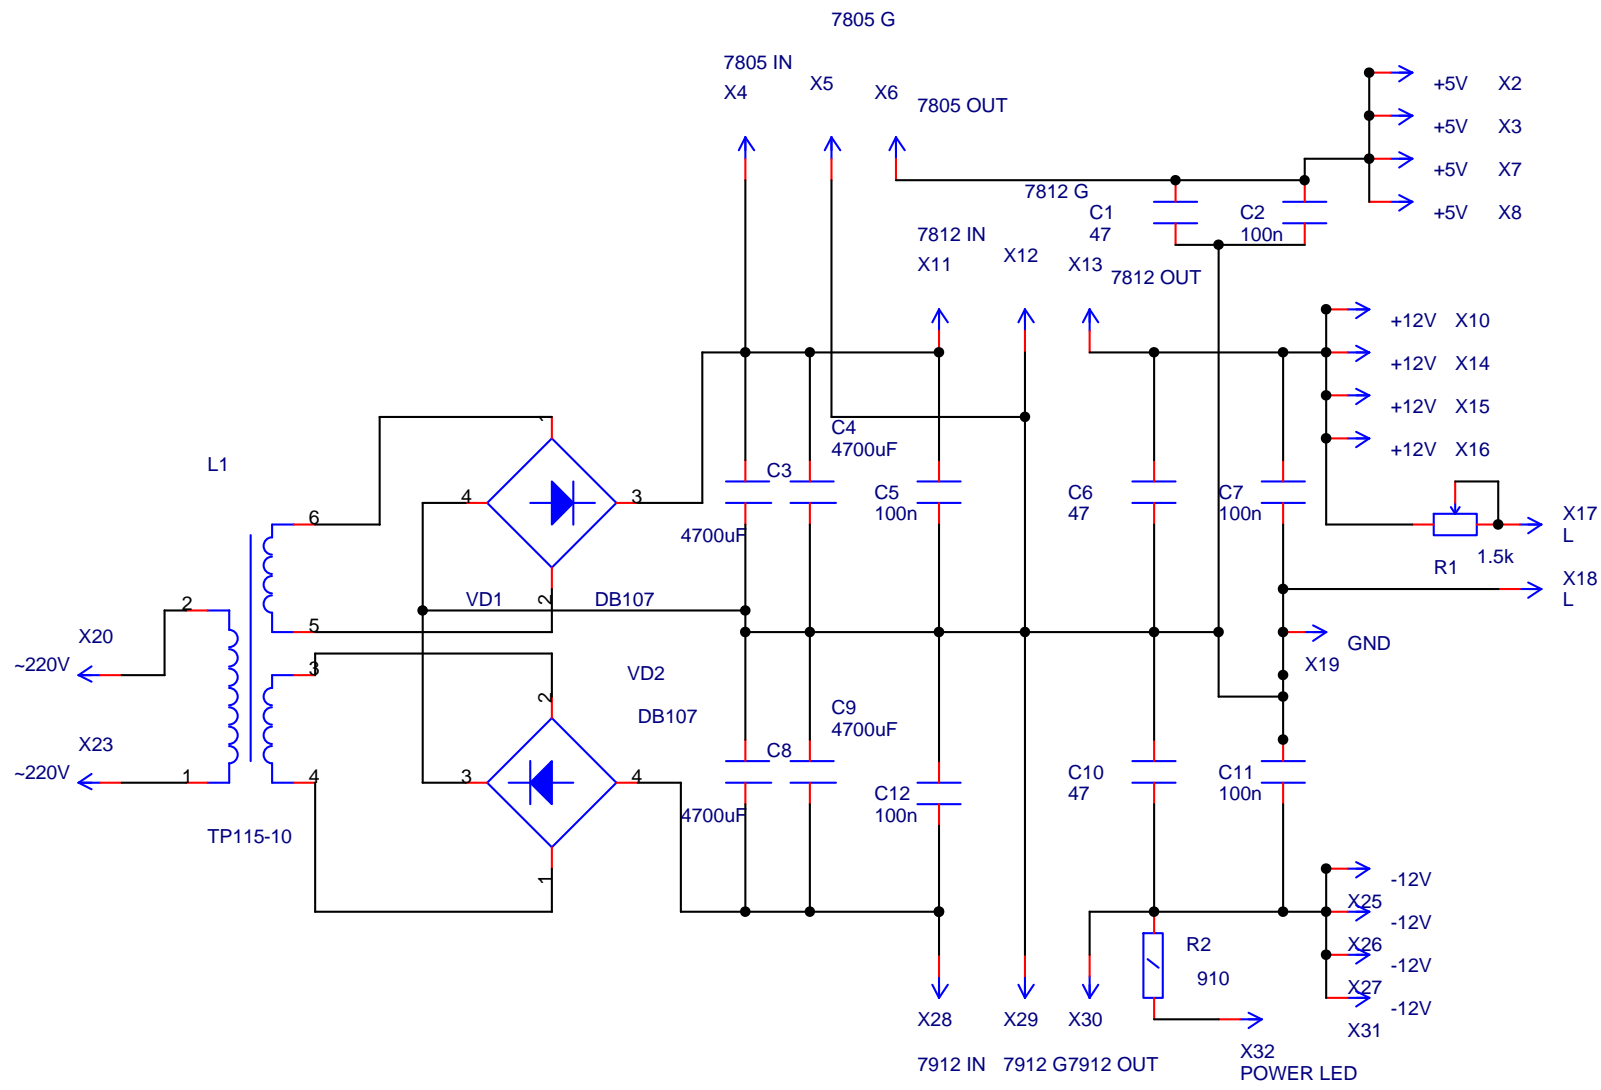 7805 G
7805 IN
X4
X5
X6
7805 OUT
+5V X2
+5V X3
+5V X7
+5V X8
7812 G
C1
47
C2
100n
7812 IN
X11
X12
X13
7812 OUT
+12V X10
+12V X14
+12V X15
+12V X16
1
L1
C4
4700uF
C3
4700uF
C5
100n
C6
47
C7
100n
4
3
6
R1
1.5k
X17
L
X18
L
2
VD1
2
DB107
5
X20
~220V
3
GND
X19
VD2
DB107
2
C9
4700uF
X23
~220V
1
4
3
4
C8
4700uF
C12
100n
C10
47
C11
100n
TP115-10
1
-12V
X25
-12V
X26
-12V
X27
-12V
X31
R2
910
X28
X29
X30
7912 IN
7912 G
7912 OUT
X32
POWER LED